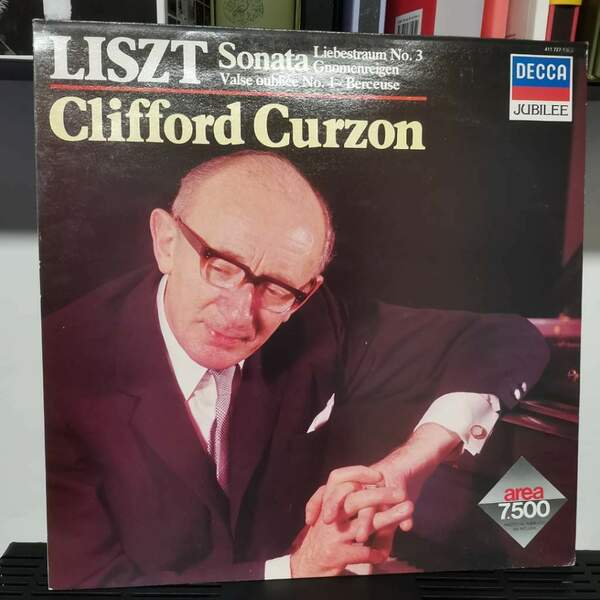 LISZT Sonata Liebestraum No. 3
Gnomenreigen
Valse oubliée No. 1 - Berceuse
Clifford Curzon
DECCA
JUBILEE
area
7.500